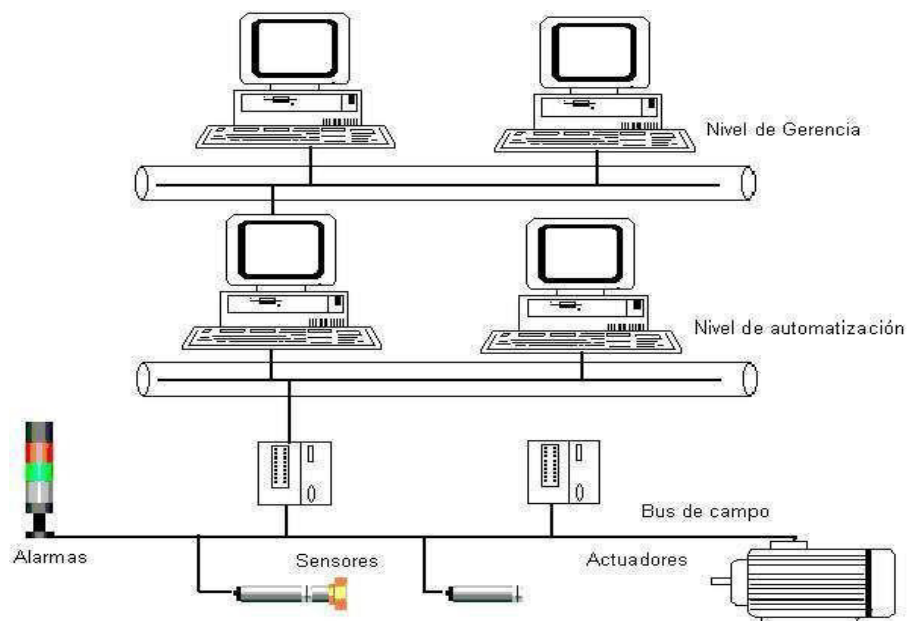 Nivel de Gerencia
Nivel de automatización
Bus de campo
Alarmas
Sensores
Actuadores